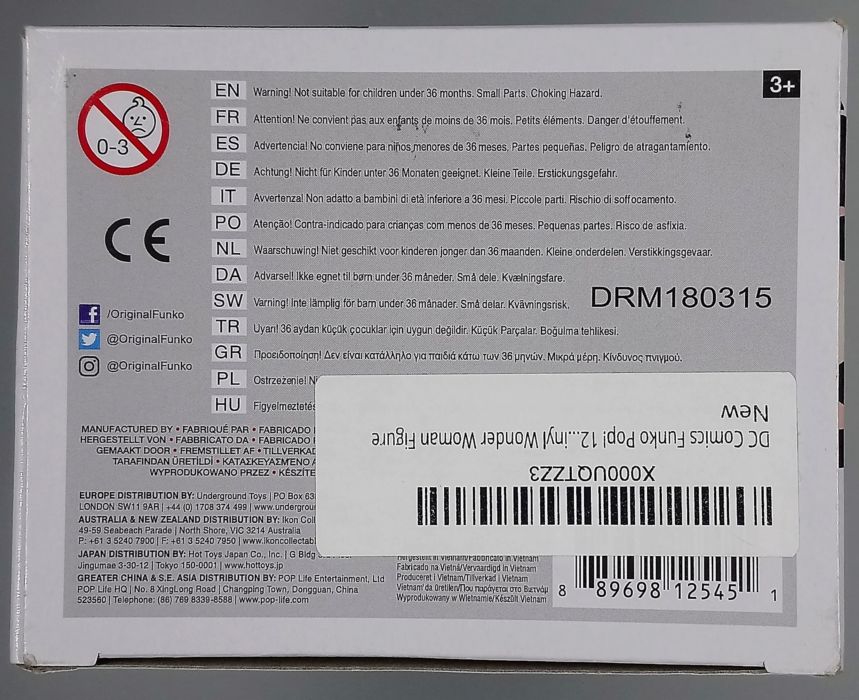 3+
0-3
EN Warning! Not suitable for children under 36 months. Small Parts. Choking Hazard.
FR Attention! Ne convient pas aux enfants de moins de 36 mois. Petits éléments. Danger d'étouffement.
ES Advertencia! No conviene para niños menores de 36 meses. Partes pequeñas. Peligro de atragantamiento.
DE Achtung! Nicht für Kinder unter 36 Monaten geeignet. Kleine Teile. Erstickungsgefahr.
IT Avvertenza! Non adatto a bambini di età inferiore a 36 mesi. Piccole parti. Rischio di soffocamento.
PO Atenção! Contra-indicado para crianças com menos de 36 meses. Pequenas partes. Risco de asfixia.
NL Waarschuwing! Niet geschikt voor kinderen jonger dan 36 maanden. Kleine onderdelen. Verstikkingsgevaar.
DA Advarsel! Ikke egnet til børn under 36 måneder. Små dele. Kvælningsfare.
SW Varning! Inte lämplig för barn under 36 månader. Små delar. Kvävningsrisk.
DRM180315
TR Uyarı! 36 aydan küçük çocuklar için uygun değildir. Küçük Parçalar. Boğulma tehlikesi.
GR Προειδοποίηση! Δεν είναι κατάλληλο για παιδιά κάτω των 36 μηνών. Μικρά μέρη. Κίνδυνος πνιγμού.
PL Ostrzeżenie!
HU Figyelmeztetés
CE
/OriginalFunko
@OriginalFunko
@OriginalFunko
MANUFACTURED BY • FABRIQUÉ PAR • FABRICADO
HERGESTELLT VON • FABBRICATO DA • FABRICADO
GEMAAKT DOOR • FREMSTILLET AF • TILLVERKAD
TARAFINDAN ÜRETİLDİ • ΚΑΤΑΣΚΕΥΑΣΜΕΝΟ
WYPRODUKOWANO PRZEZ • KÉSZÍTE
EUROPE DISTRIBUTION BY: Underground Toys | PO Box 63
LONDON SW11 9AR | +44 (0) 1708 374 499 | www.undergrou
AUSTRALIA & NEW ZEALAND DISTRIBUTION BY: Ikon Coll
49-59 Seabeach Parade | North Shore, VIC 3214 Australia
P: +61 3 5240 7900 | F: +61 3 5240 7950 | www.ikoncollectab
JAPAN DISTRIBUTION BY: Hot Toys Japan Co., Inc. | G Bldg
Jingumae 3-30-12 | Tokyo 150-0001 | www.hottoys.jp
GREATER CHINA & S.E. ASIA DISTRIBUTION BY: POP Life Entertainment, Ltd
POP Life HQ | No. 8 XingLong Road | Changping Town, Dongguan, China
523560 | Telephone: (86) 769 8339-8588 | www.pop-life.com
X000UQTZZ3
DC Comics Funko Pop! 12...inyl Wonder Woman Figure
New
Hergestellt in Vietnam/Fabbricato in Vietnam
Fabricado na Vietnã/Vervaardigd in Vietnam
Produceret i Vietnam/Tillverkad i Vietnam
Vietnam'da üretilen/Που παράγεται στο Βιετνάμ
Wyprodukowany w Wietnamie/Készült Vietnam
8 89698 12545 1